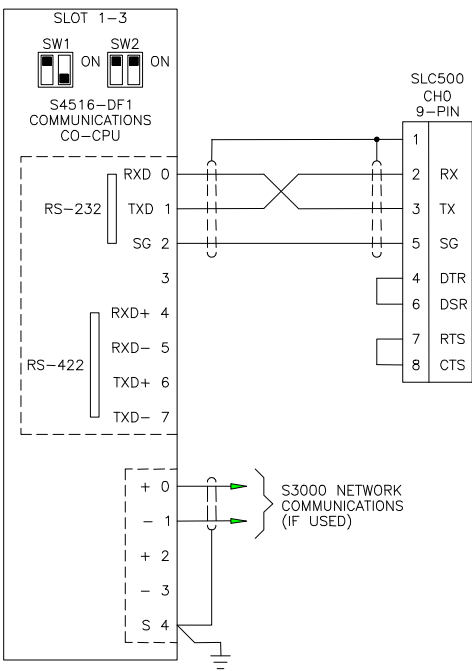 SLOT 1-3
SW1 SW2
ON ON
S4516-DF1
COMMUNICATIONS
CO-CPU
RS-232
RXD 0
TXD 1
SG 2
3
RS-422
RXD+ 4
RXD- 5
TXD+ 6
TXD- 7
+ 0
- 1
+ 2
- 3
S 4
S3000 NETWORK
COMMUNICATIONS
(IF USED)
SLC500
CH0
9-PIN
1
2 RX
3 TX
5 SG
4 DTR
6 DSR
7 RTS
8 CTS